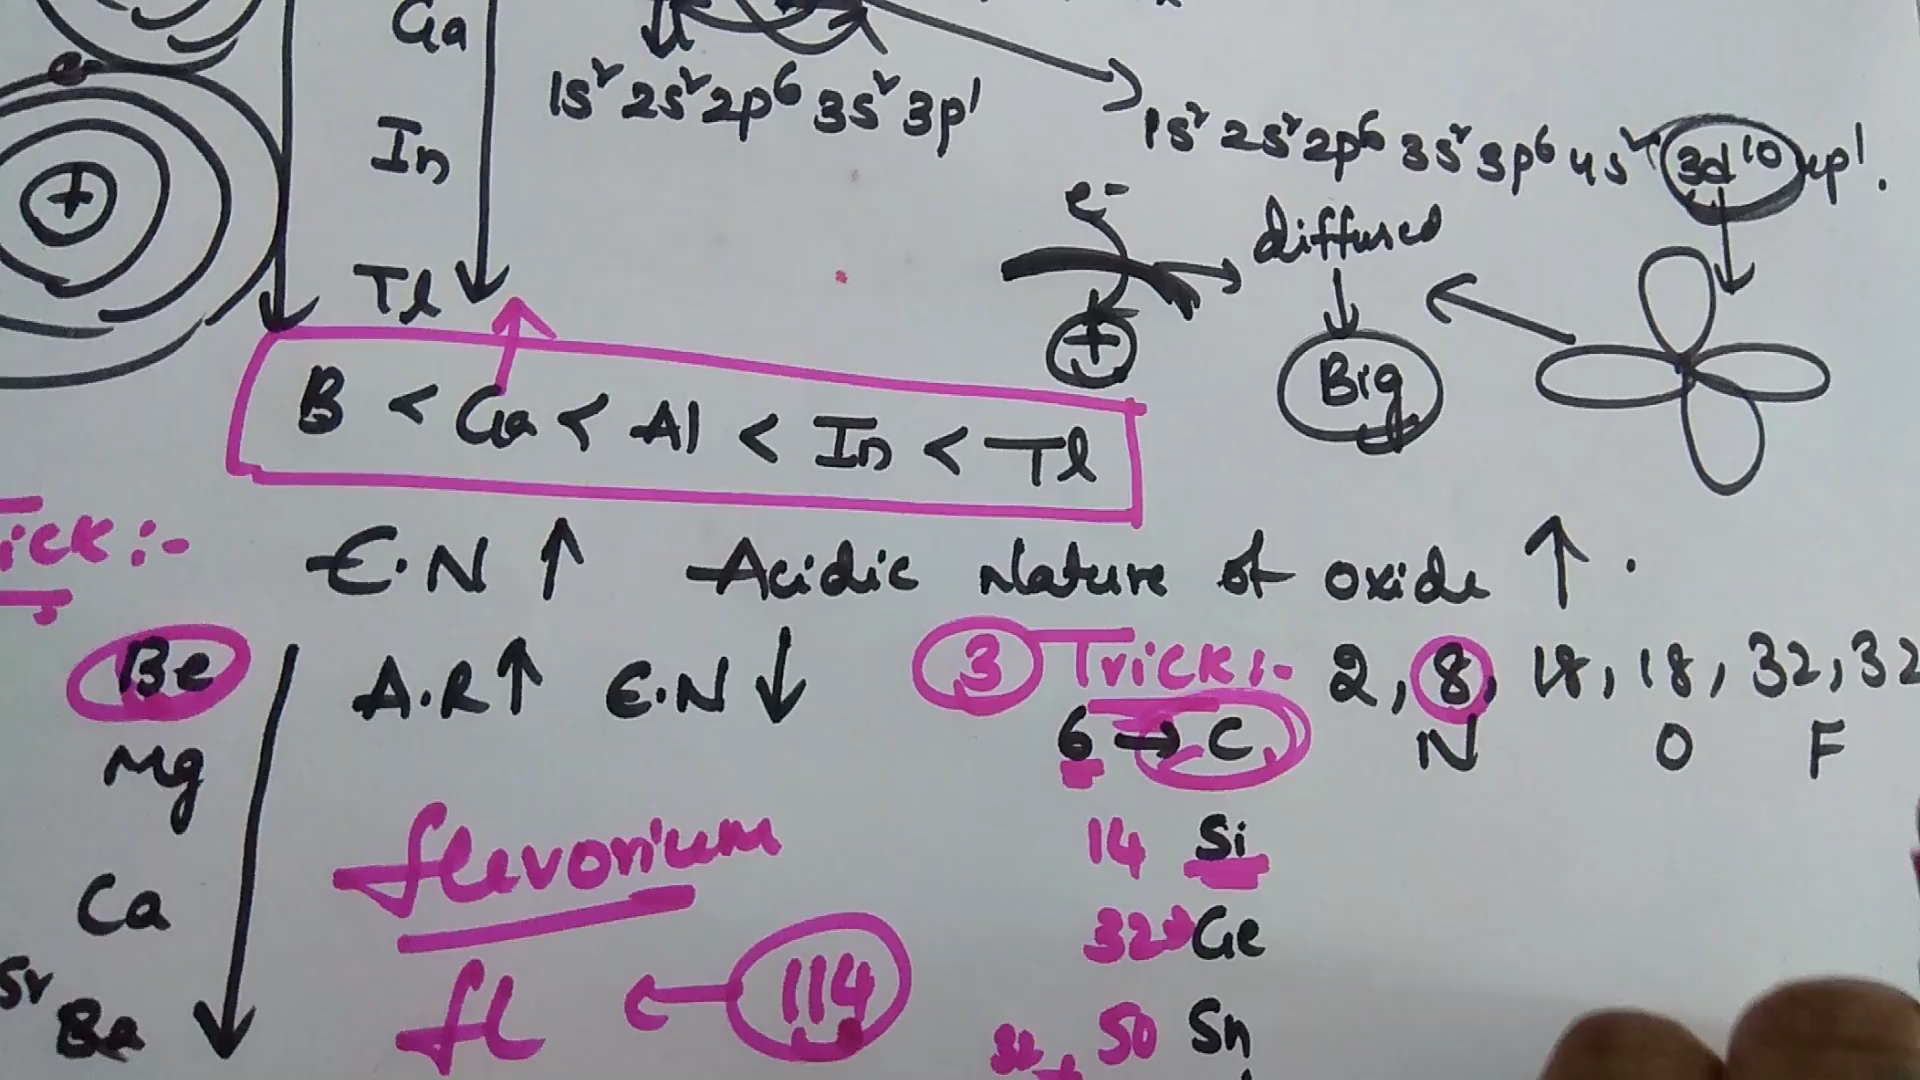 Ga
1s² 2s² 2p⁶ 3s² 3p¹
In
1s² 2s² 2p⁶ 3s² 3p⁶ 4s² 3d¹⁰ 4p¹.
+
e⁻
diffused
Tl
+
Big
B < Ga < Al < In < Tl
ick:-
E.N ↑ Acidic Nature of oxide ↑.
Be
A.R ↑ E.N ↓
3 Trick:- 2, 8, 18, 18, 32, 32
6 → C N O F
Mg
flevorium
14 Si
Ca
32 → Ge
fl ← 114
Sr
Ba
32 + 50 Sn